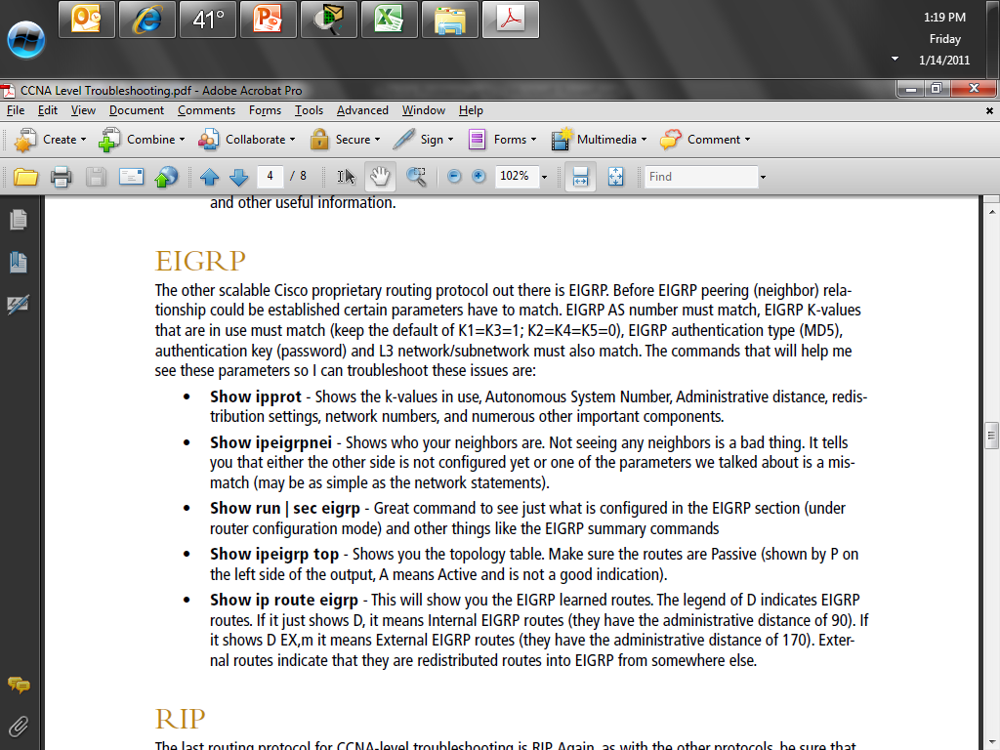 41°
1:19 PM
Friday
1/14/2011
CCNA Level Troubleshooting.pdf - Adobe Acrobat Pro
File Edit View Document Comments Forms Tools Advanced Window Help
Create Combine Collaborate Secure Sign Forms Multimedia Comment
4 / 8 102% Find
and other useful information.
EIGRP
The other scalable Cisco proprietary routing protocol out there is EIGRP. Before EIGRP peering (neighbor) rela-
tionship could be established certain parameters have to match. EIGRP AS number must match, EIGRP K-values
that are in use must match (keep the default of K1=K3=1; K2=K4=K5=0), EIGRP authentication type (MD5),
authentication key (password) and L3 network/subnetwork must also match. The commands that will help me
see these parameters so I can troubleshoot these issues are:
• Show ipprot - Shows the k-values in use, Autonomous System Number, Administrative distance, redis-
tribution settings, network numbers, and numerous other important components.
• Show ipeigrpnei - Shows who your neighbors are. Not seeing any neighbors is a bad thing. It tells
you that either the other side is not configured yet or one of the parameters we talked about is a mis-
match (may be as simple as the network statements).
• Show run | sec eigrp - Great command to see just what is configured in the EIGRP section (under
router configuration mode) and other things like the EIGRP summary commands
• Show ipeigrp top - Shows you the topology table. Make sure the routes are Passive (shown by P on
the left side of the output, A means Active and is not a good indication).
• Show ip route eigrp - This will show you the EIGRP learned routes. The legend of D indicates EIGRP
routes. If it just shows D, it means Internal EIGRP routes (they have the administrative distance of 90). If
it shows D EX,m it means External EIGRP routes (they have the administrative distance of 170). Exter-
nal routes indicate that they are redistributed routes into EIGRP from somewhere else.
RIP
The last routing protocol for CCNA-level troubleshooting is RIP. Again, as with the other protocols, be sure that